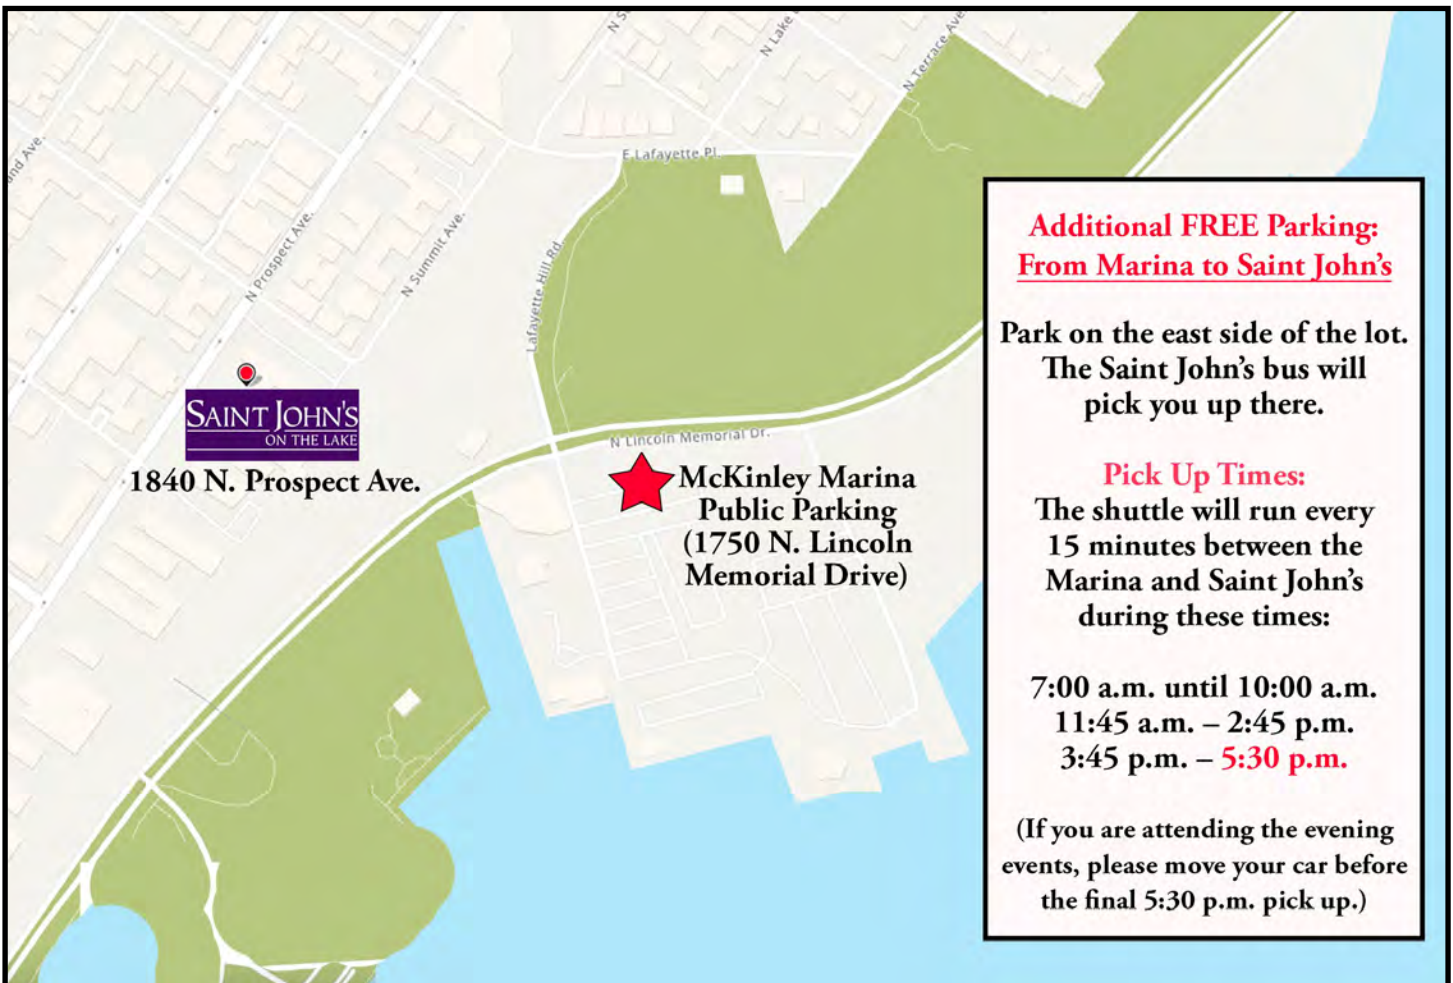 N Lake
N Terrace Ave.
E Lafayette Pl.
N Prospect Ave.
N Summit Ave.
Lafayette Hill Rd.
SAINT JOHN'S
ON THE LAKE
1840 N. Prospect Ave.
N Lincoln Memorial Dr.
McKinley Marina
Public Parking
(1750 N. Lincoln
Memorial Drive)
Additional FREE Parking:
From Marina to Saint John's
Park on the east side of the lot.
The Saint John's bus will
pick you up there.
Pick Up Times:
The shuttle will run every
15 minutes between the
Marina and Saint John's
during these times:
7:00 a.m. until 10:00 a.m.
11:45 a.m. – 2:45 p.m.
3:45 p.m. – 5:30 p.m.
(If you are attending the evening
events, please move your car before
the final 5:30 p.m. pick up.)